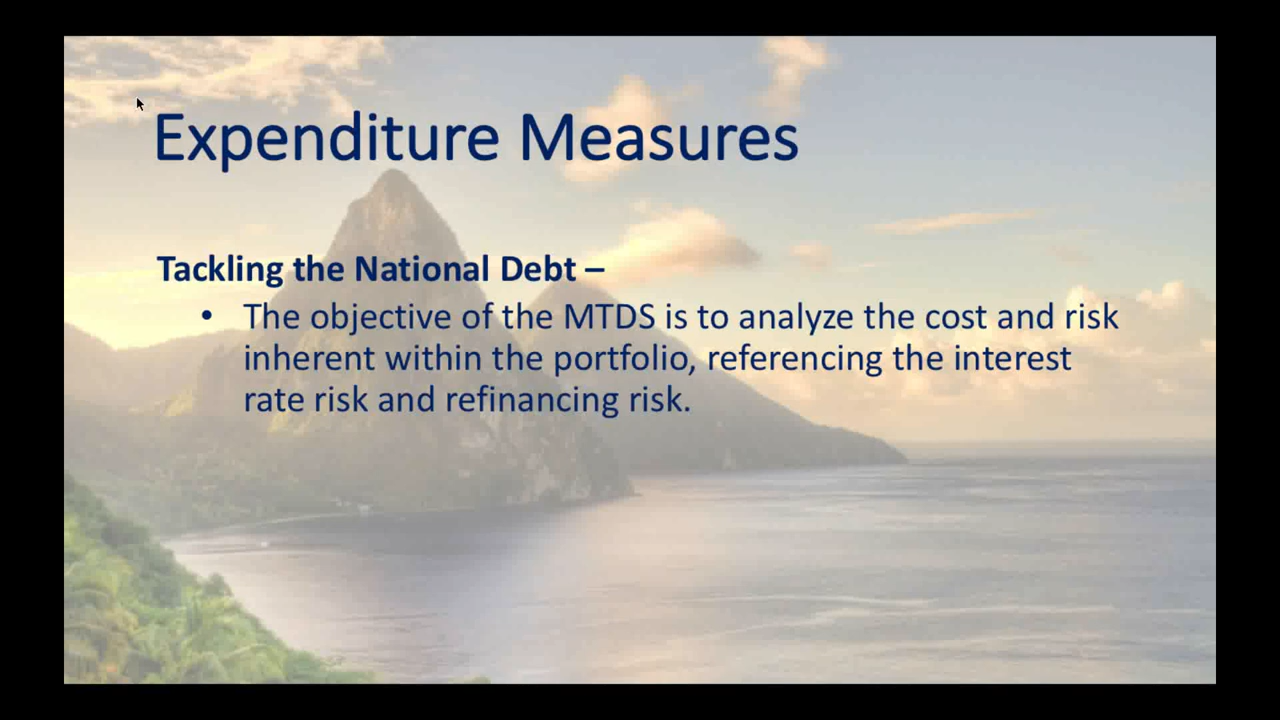 Expenditure Measures
Tackling the National Debt –
• The objective of the MTDS is to analyze the cost and risk
inherent within the portfolio, referencing the interest
rate risk and refinancing risk.